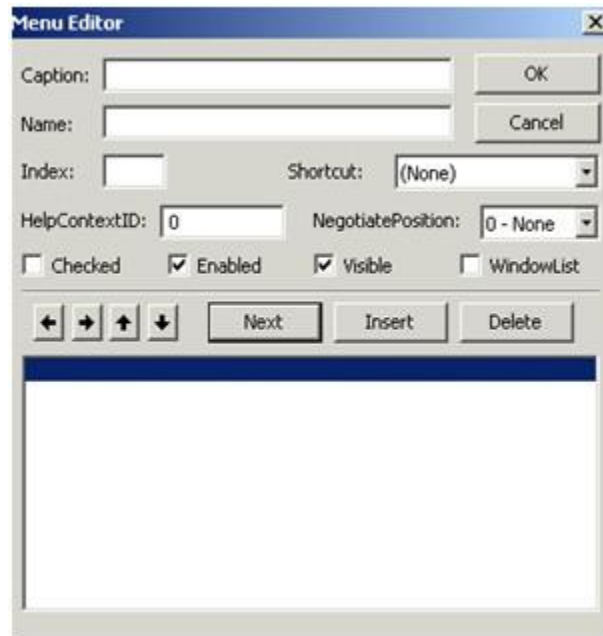 Menu Editor
Caption:
OK
Name:
Cancel
Index:
Shortcut: (None)
HelpContextID: 0
NegotiatePosition: 0 - None
Checked
Enabled
Visible
WindowList
Next
Insert
Delete